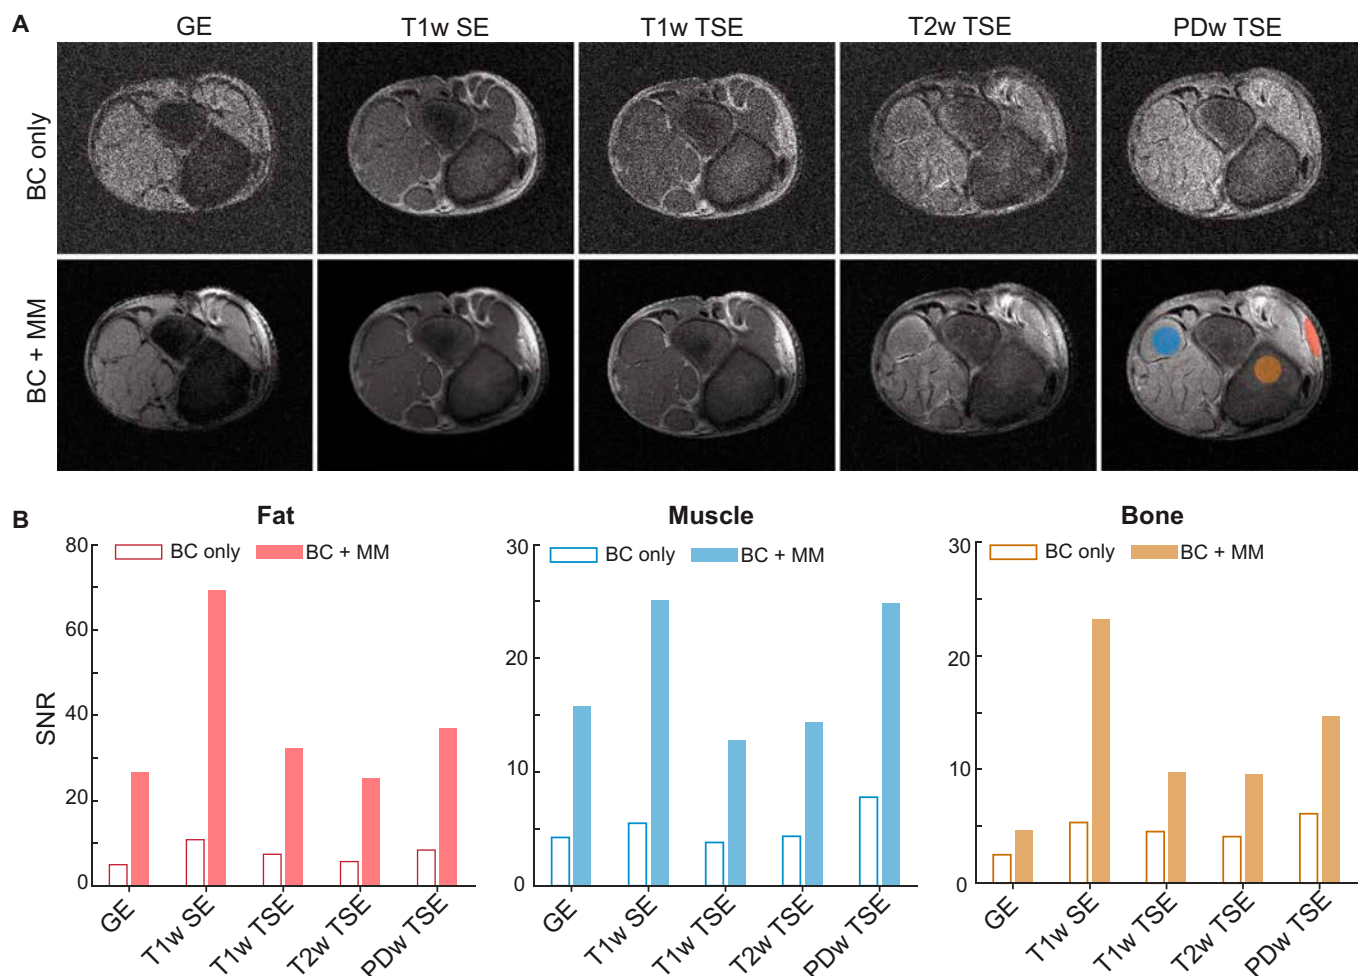 A
GE
T1w SE
T1w TSE
T2w TSE
PDw TSE
BC only
BC + MM
B
Fat
BC only
BC + MM
SNR
80
60
40
20
0
GE
T1w SE
T1w TSE
T2w TSE
PDw TSE
Muscle
BC only
BC + MM
30
20
10
0
GE
T1w SE
T1w TSE
T2w TSE
PDw TSE
Bone
BC only
BC + MM
30
20
10
0
GE
T1w SE
T1w TSE
T2w TSE
PDw TSE